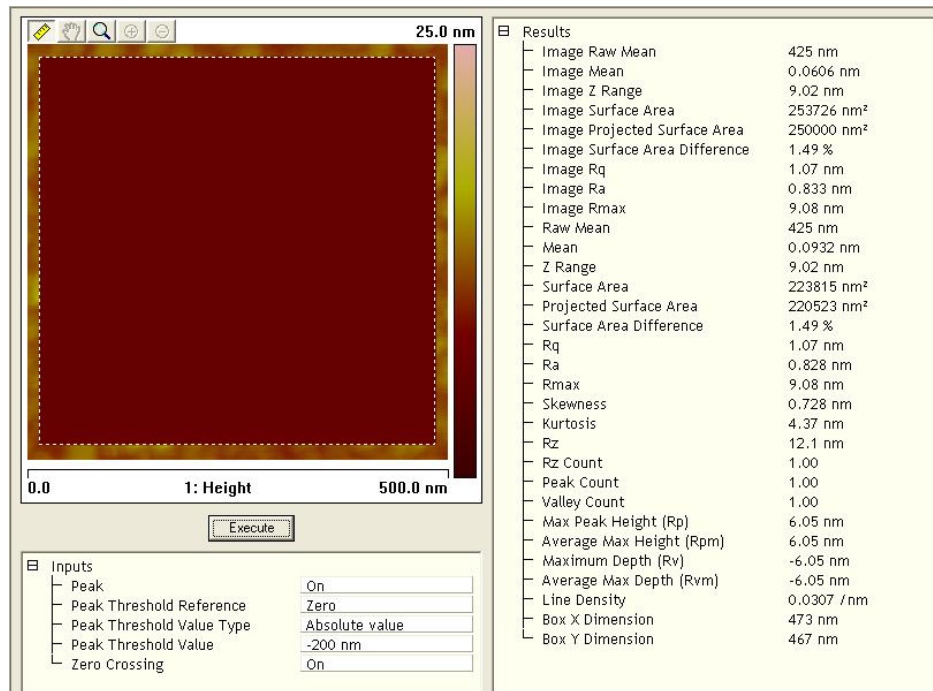 25.0 nm
0.0 1: Height 500.0 nm
Execute
Inputs
Peak On
Peak Threshold Reference Zero
Peak Threshold Value Type Absolute value
Peak Threshold Value -200 nm
Zero Crossing On
Results
Image Raw Mean 425 nm
Image Mean 0.0606 nm
Image Z Range 9.02 nm
Image Surface Area 253726 nm²
Image Projected Surface Area 250000 nm²
Image Surface Area Difference 1.49 %
Image Rq 1.07 nm
Image Ra 0.833 nm
Image Rmax 9.08 nm
Raw Mean 425 nm
Mean 0.0932 nm
Z Range 9.02 nm
Surface Area 223815 nm²
Projected Surface Area 220523 nm²
Surface Area Difference 1.49 %
Rq 1.07 nm
Ra 0.828 nm
Rmax 9.08 nm
Skewness 0.728 nm
Kurtosis 4.37 nm
Rz 12.1 nm
Rz Count 1.00
Peak Count 1.00
Valley Count 1.00
Max Peak Height (Rp) 6.05 nm
Average Max Height (Rpm) 6.05 nm
Maximum Depth (Rv) -6.05 nm
Average Max Depth (Rvm) -6.05 nm
Line Density 0.0307 /nm
Box X Dimension 473 nm
Box Y Dimension 467 nm